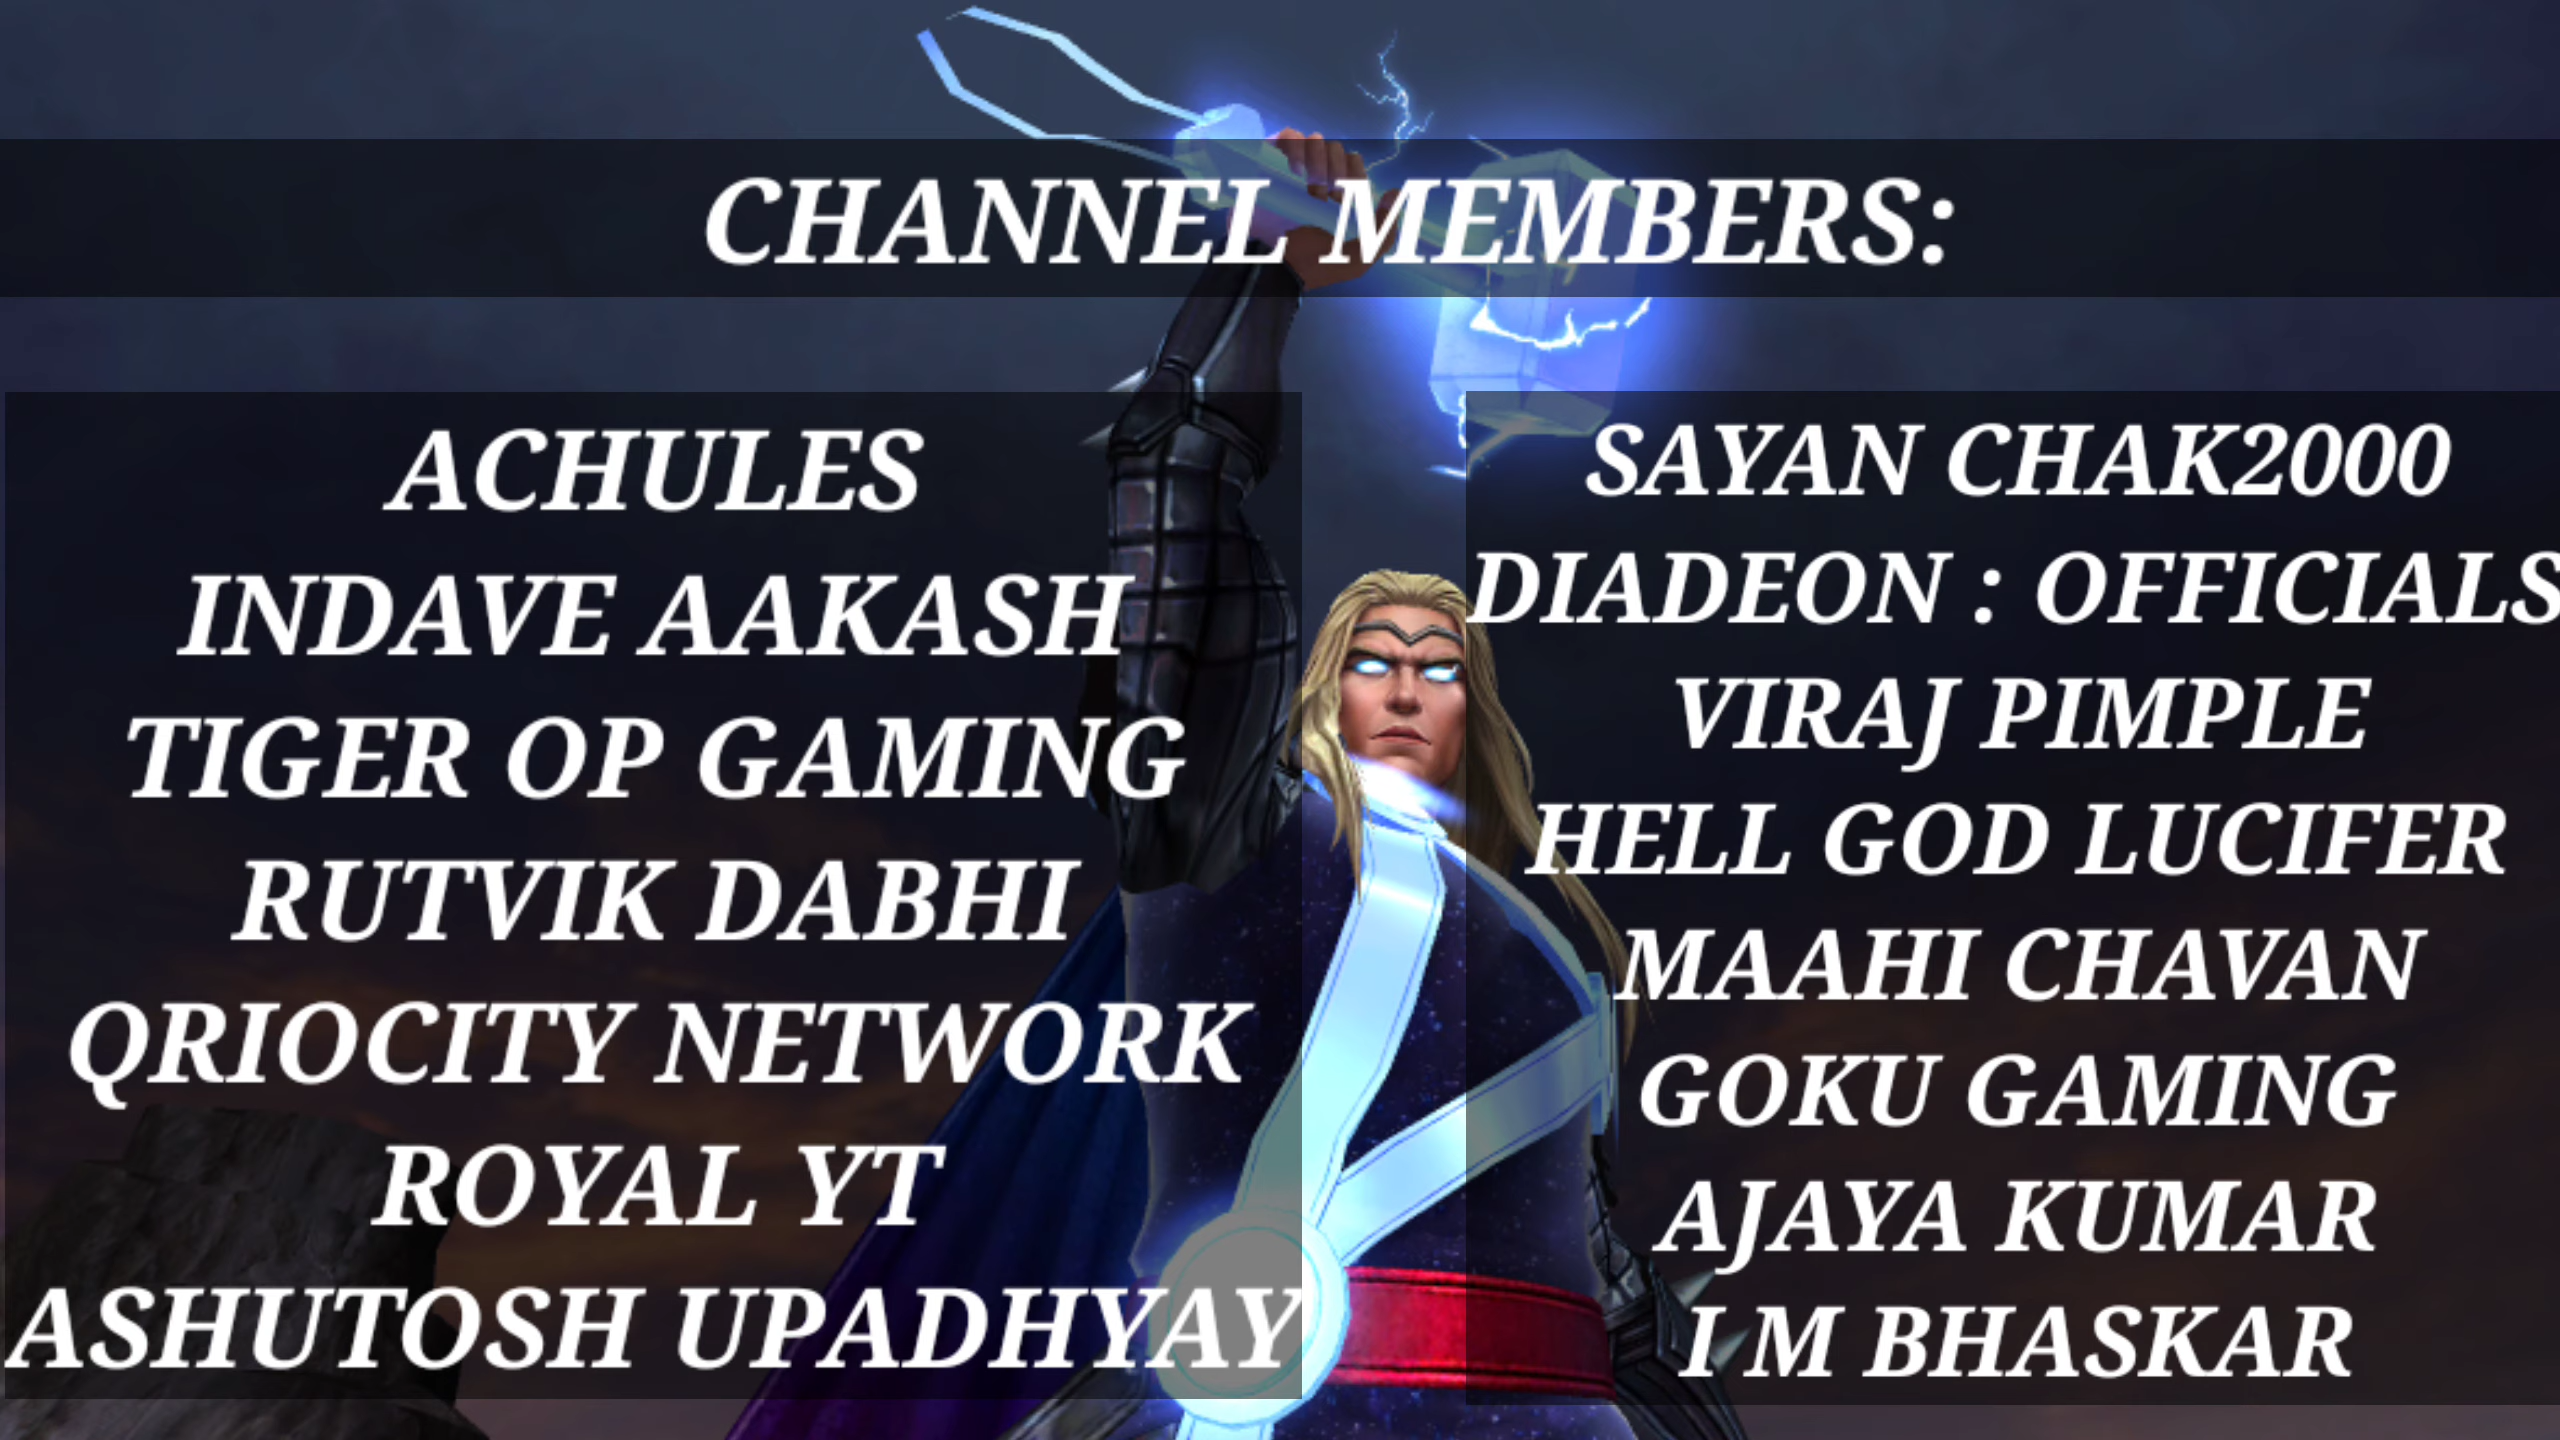 CHANNEL MEMBERS:
ACHULES
INDAVE AAKASH
TIGER OP GAMING
RUTVIK DABHI
QRIOCITY NETWORK
ROYAL YT
ASHUTOSH UPADHYAY
SAYAN CHAK2000
DIADEON : OFFICIALS
VIRAJ PIMPLE
HELL GOD LUCIFER
MAAHI CHAVAN
GOKU GAMING
AJAYA KUMAR
I M BHASKAR